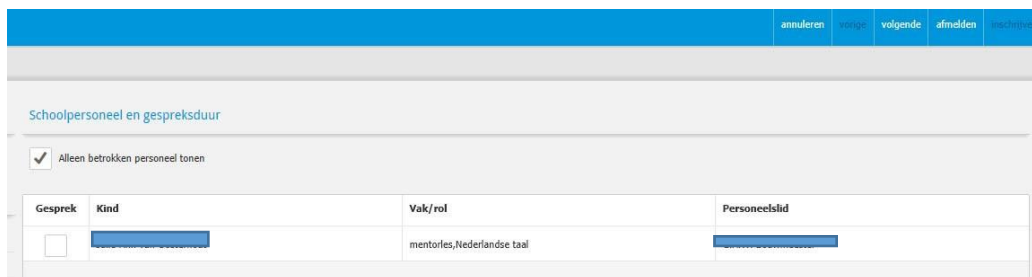 annuleren vorige volgende afmelden
Schoolpersoneel en gespreksduur
Alleen betrokken personeel tonen
Gesprek Kind Vak/rol Personeelslid
mentorles,Nederlandse taal